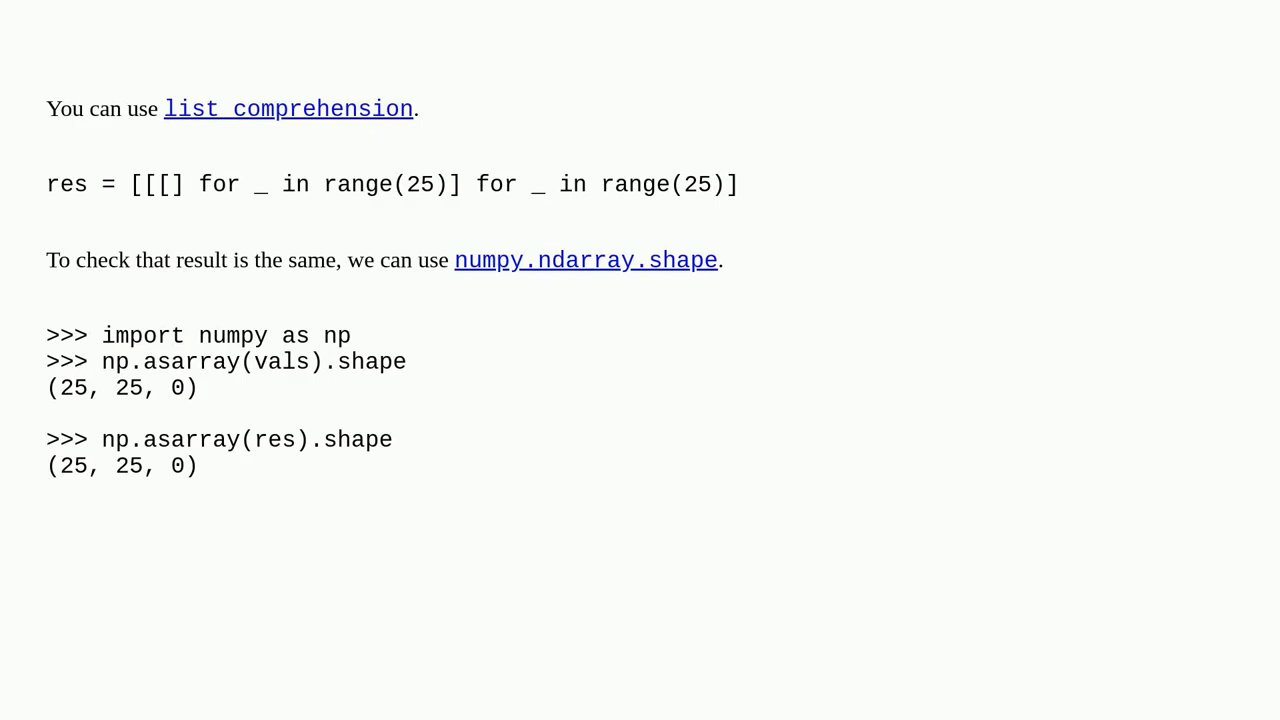 You can use list comprehension.
res = [[[] for _ in range(25)] for _ in range(25)]
To check that result is the same, we can use numpy.ndarray.shape.
>>> import numpy as np
>>> np.asarray(vals).shape
(25, 25, 0)
>>> np.asarray(res).shape
(25, 25, 0)